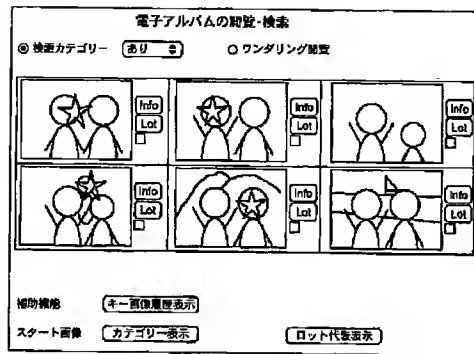 電子アルバムの閲覧・検索
検索カテゴリー あり ワンダリング閲覧
Info Info Info
Lot Lot Lot
Info Info Info
Lot Lot Lot
補助機能 キー画像履歴表示
スタート画像 カテゴリー表示 ロット代表表示